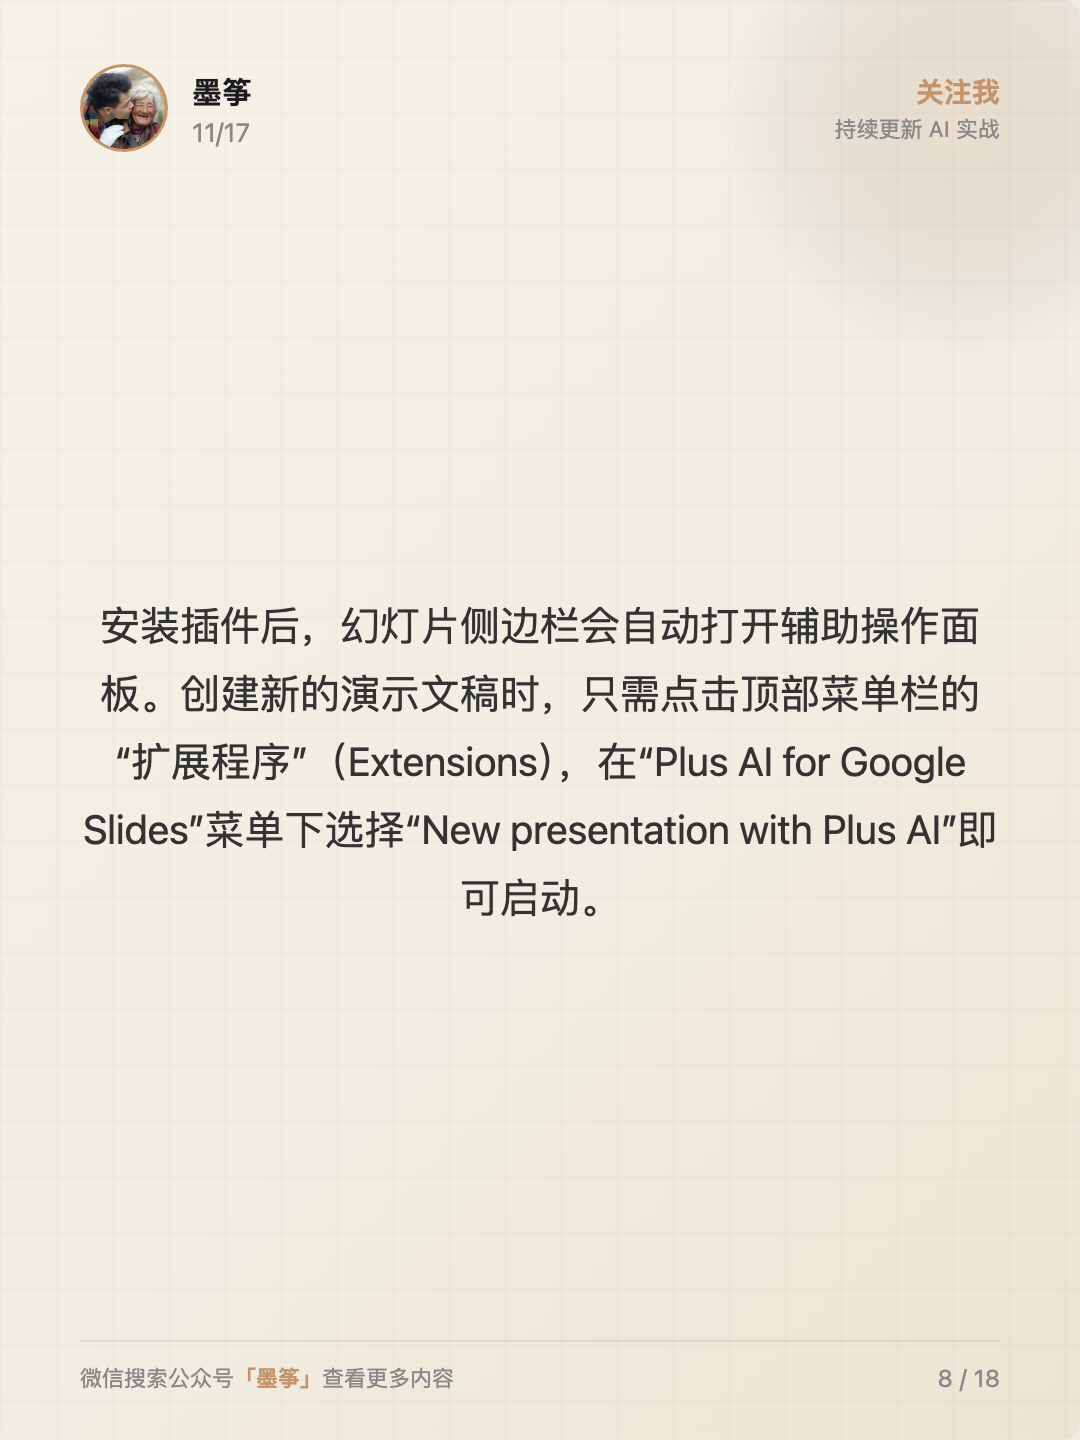 墨筝
11/17
关注我
持续更新 AI 实战
安装插件后，幻灯片侧边栏会自动打开辅助操作面
板。创建新的演示文稿时，只需点击顶部菜单栏的
“扩展程序”（Extensions），在“Plus AI for Google
Slides”菜单下选择“New presentation with Plus AI”即
可启动。
微信搜索公众号「墨筝」查看更多内容
8 / 18